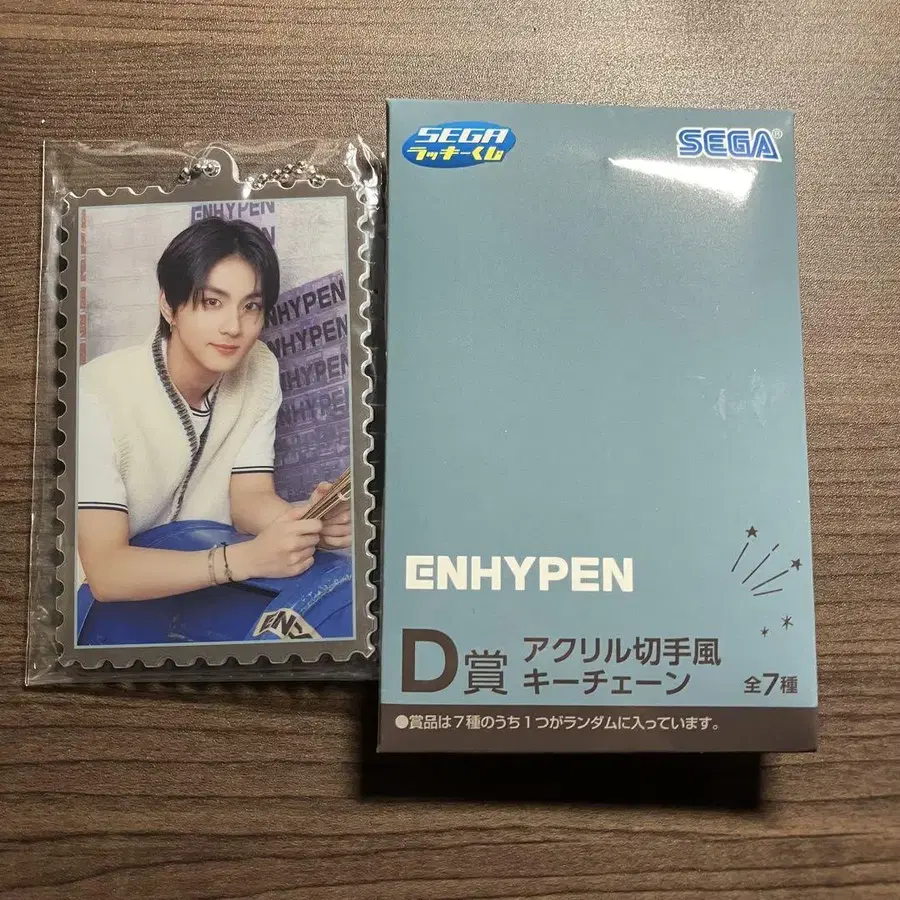 ENHYPEN
ENHYPEN
ENHYPEN
ENHYPEN
ENHYPE
SEGA
ラッキーくじ
SEGA®
ENHYPEN
D賞
アクリル切手風
キーチェーン
全7種
●賞品は7種のうち1つがランダムに入っています。